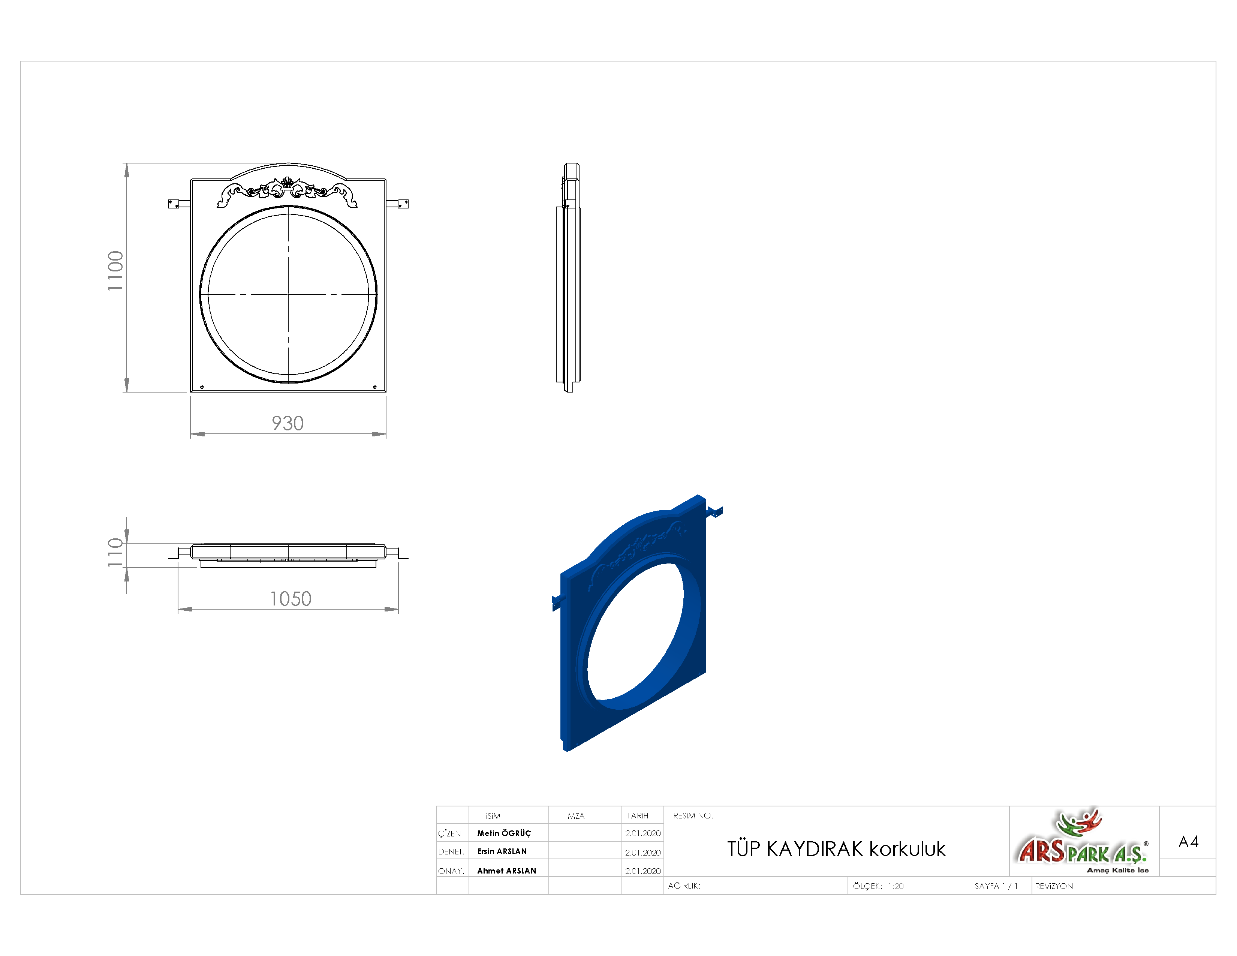 1100
930
110
1050
İSİM İMZA TARİH RESİM NO:
ÇİZEN Metin ÖGRÜÇ 2.01.2020
DENET. Ersin ARSLAN 2.01.2020
ONAY. Ahmet ARSLAN 2.01.2020
TÜP KAYDIRAK korkuluk
ARS PARK A.Ş.®
Amaç Kalite İse
A4
AĞIRLIK: ÖLÇEK: 1:20 SAYFA 1 / 1 REVİZYON